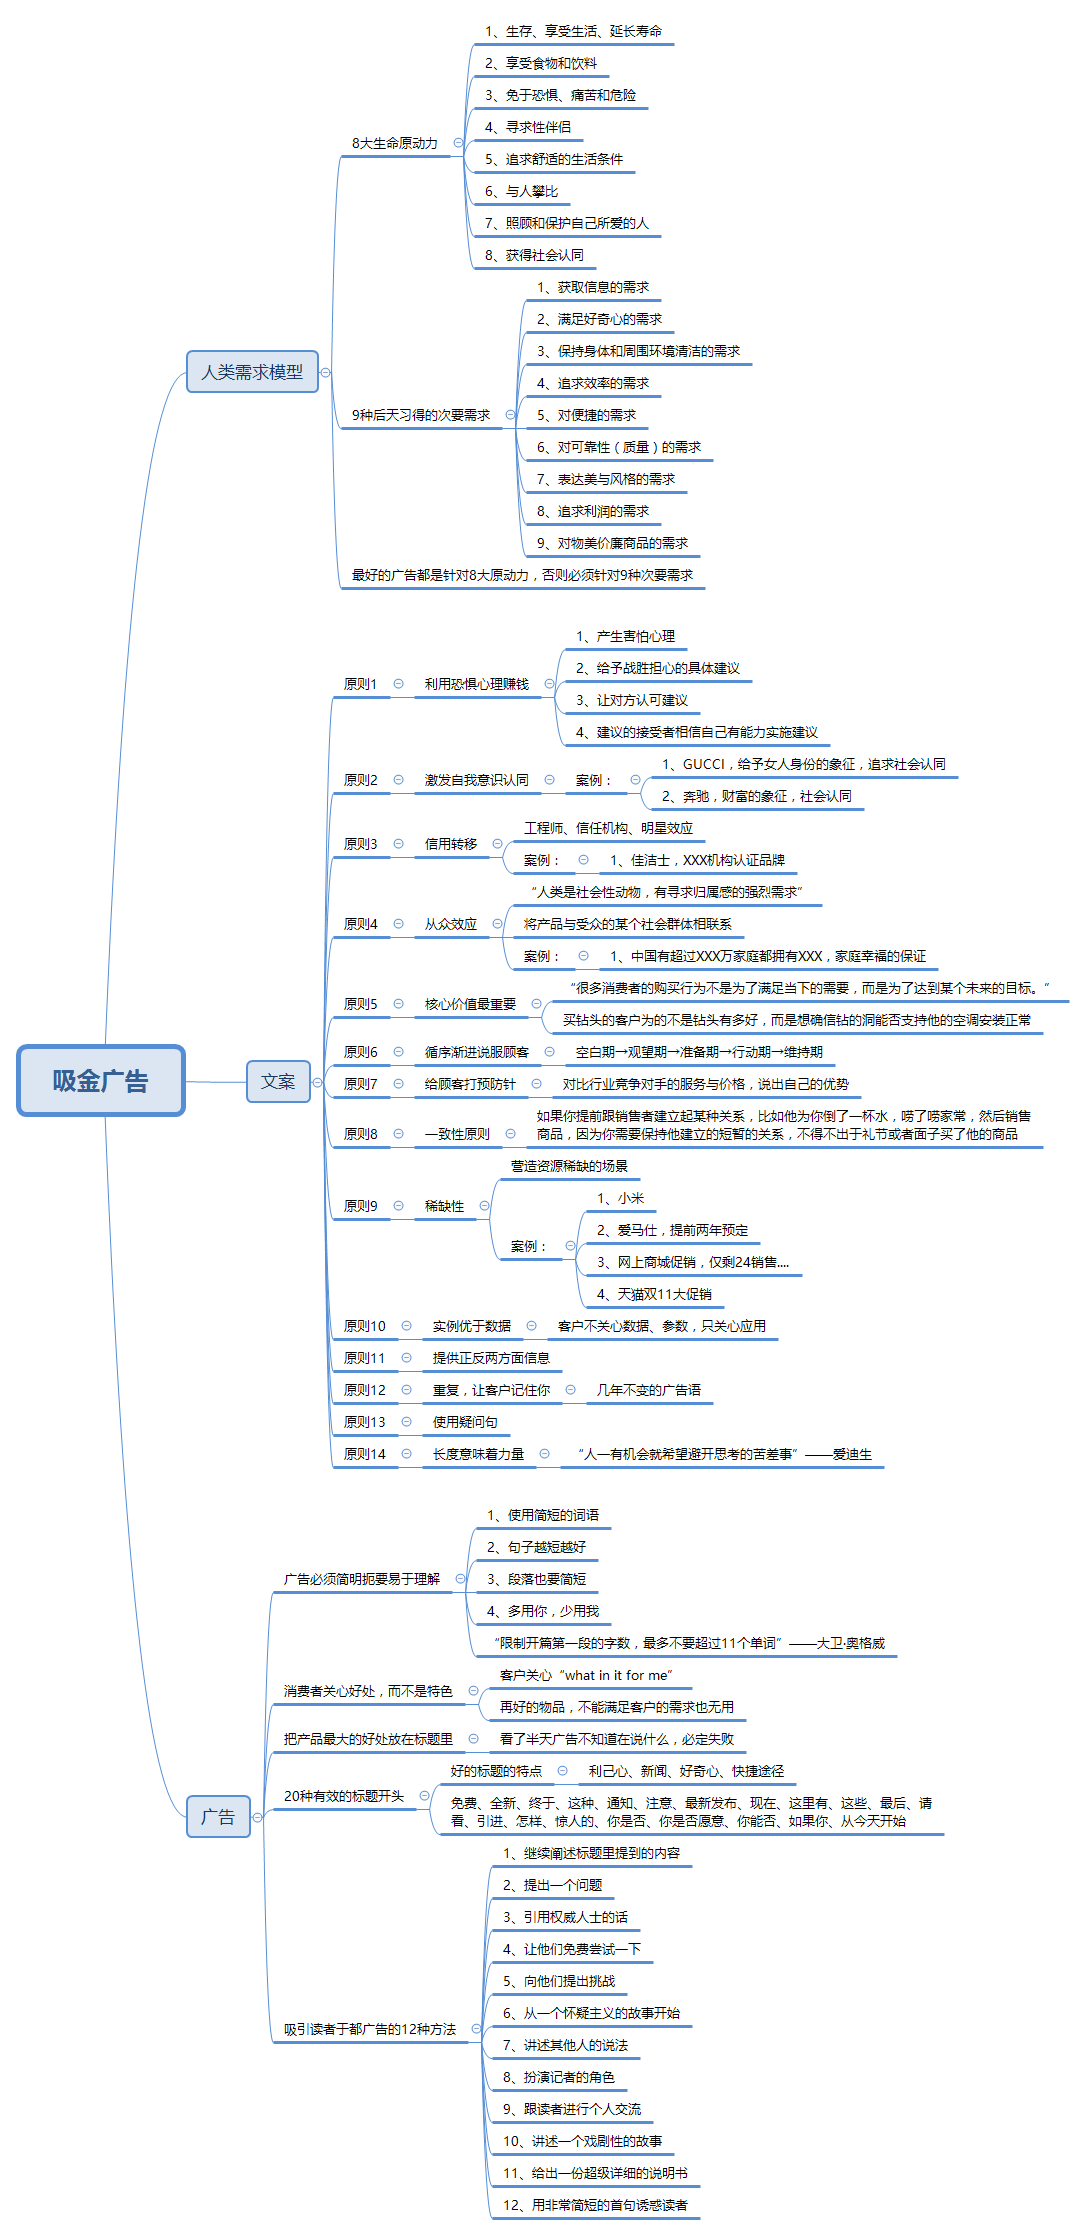 吸金广告
人类需求模型
8大生命原动力
1、生存、享受生活、延长寿命
2、享受食物和饮料
3、免于恐惧、痛苦和危险
4、寻求性伴侣
5、追求舒适的生活条件
6、与人攀比
7、照顾和保护自己所爱的人
8、获得社会认同
9种后天习得的次要需求
1、获取信息的需求
2、满足好奇心的需求
3、保持身体和周围环境清洁的需求
4、追求效率的需求
5、对便捷的需求
6、对可靠性（质量）的需求
7、表达美与风格的需求
8、追求利润的需求
9、对物美价廉商品的需求
最好的广告都是针对8大原动力，否则必须针对9种次要需求
文案
原则1
利用恐惧心理赚钱
1、产生害怕心理
2、给予战胜担心的具体建议
3、让对方认可建议
4、建议的接受者相信自己有能力实施建议
原则2
激发自我意识认同
案例：
1、GUCCI，给予女人身份的象征，追求社会认同
2、奔驰，财富的象征，社会认同
原则3
信用转移
工程师、信任机构、明星效应
案例：
1、佳洁士，XXX机构认证品牌
原则4
从众效应
“人类是社会性动物，有寻求归属感的强烈需求”
将产品与受众的某个社会群体相联系
案例：
1、中国有超过XXX万家庭都拥有XXX，家庭幸福的保证
原则5
核心价值最重要
“很多消费者的购买行为不是为了满足当下的需要，而是为了达到某个未来的目标。”
买钻头的客户为的不是钻头有多好，而是想确信钻的洞能否支持他的空调安装正常
原则6
循序渐进说服顾客
空白期→观望期→准备期→行动期→维持期
原则7
给顾客打预防针
对比行业竞争对手的服务与价格，说出自己的优势
原则8
一致性原则
如果你提前跟销售者建立起某种关系，比如他为你倒了一杯水，唠了唠家常，然后销售
商品，因为你需要保持他建立的短暂的关系，不得不出于礼节或者面子买了他的商品
原则9
稀缺性
营造资源稀缺的场景
案例：
1、小米
2、爱马仕，提前两年预定
3、网上商城促销，仅剩24销售....
4、天猫双11大促销
原则10
实例优于数据
客户不关心数据、参数，只关心应用
原则11
提供正反两方面信息
原则12
重复，让客户记住你
几年不变的广告语
原则13
使用疑问句
原则14
长度意味着力量
“人一有机会就希望避开思考的苦差事”——爱迪生
广告
广告必须简明扼要易于理解
1、使用简短的词语
2、句子越短越好
3、段落也要简短
4、多用你，少用我
“限制开篇第一段的字数，最多不要超过11个单词”——大卫·奥格威
消费者关心好处，而不是特色
客户关心“what in it for me”
再好的物品，不能满足客户的需求也无用
把产品最大的好处放在标题里
看了半天广告不知道在说什么，必定失败
20种有效的标题开头
好的标题的特点
利己心、新闻、好奇心、快捷途径
免费、全新、终于、这种、通知、注意、最新发布、现在、这里有、这些、最后、请
看、引进、怎样、惊人的、你是否、你是否愿意、你能否、如果你、从今天开始
吸引读者于都广告的12种方法
1、继续阐述标题里提到的内容
2、提出一个问题
3、引用权威人士的话
4、让他们免费尝试一下
5、向他们提出挑战
6、从一个怀疑主义的故事开始
7、讲述其他人的说法
8、扮演记者的角色
9、跟读者进行个人交流
10、讲述一个戏剧性的故事
11、给出一份超级详细的说明书
12、用非常简短的首句诱惑读者